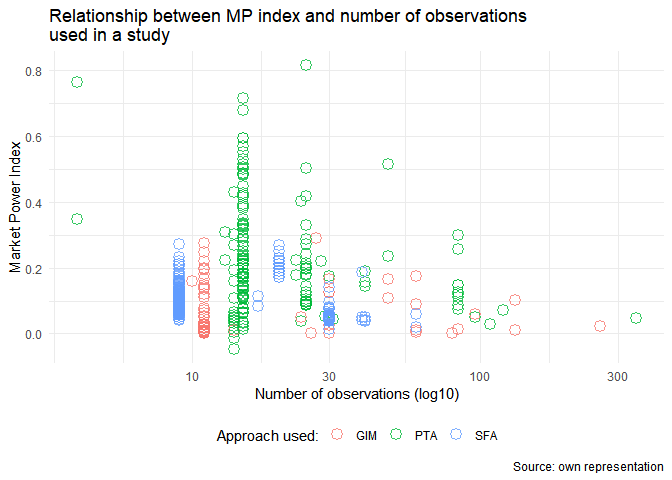 Relationship between MP index and number of observations
used in a study
0.8
0.6
0.4
0.2
0.0
Market Power Index
10
30
100
300
Number of observations (log10)
Approach used:
GIM
PTA
SFA
Source: own representation